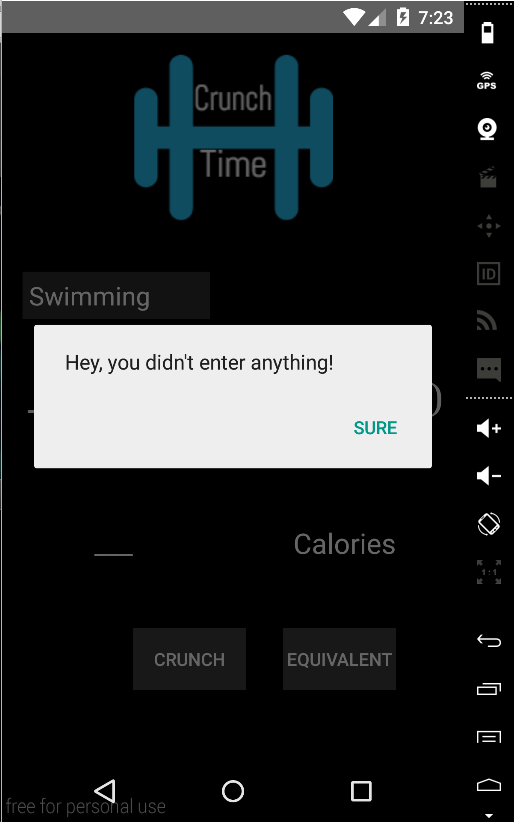 7:23
Crunch
Time
Swimming
Hey, you didn't enter anything!
SURE
Calories
CRUNCH
EQUIVALENT
free for personal use
GPS
ID
1:1